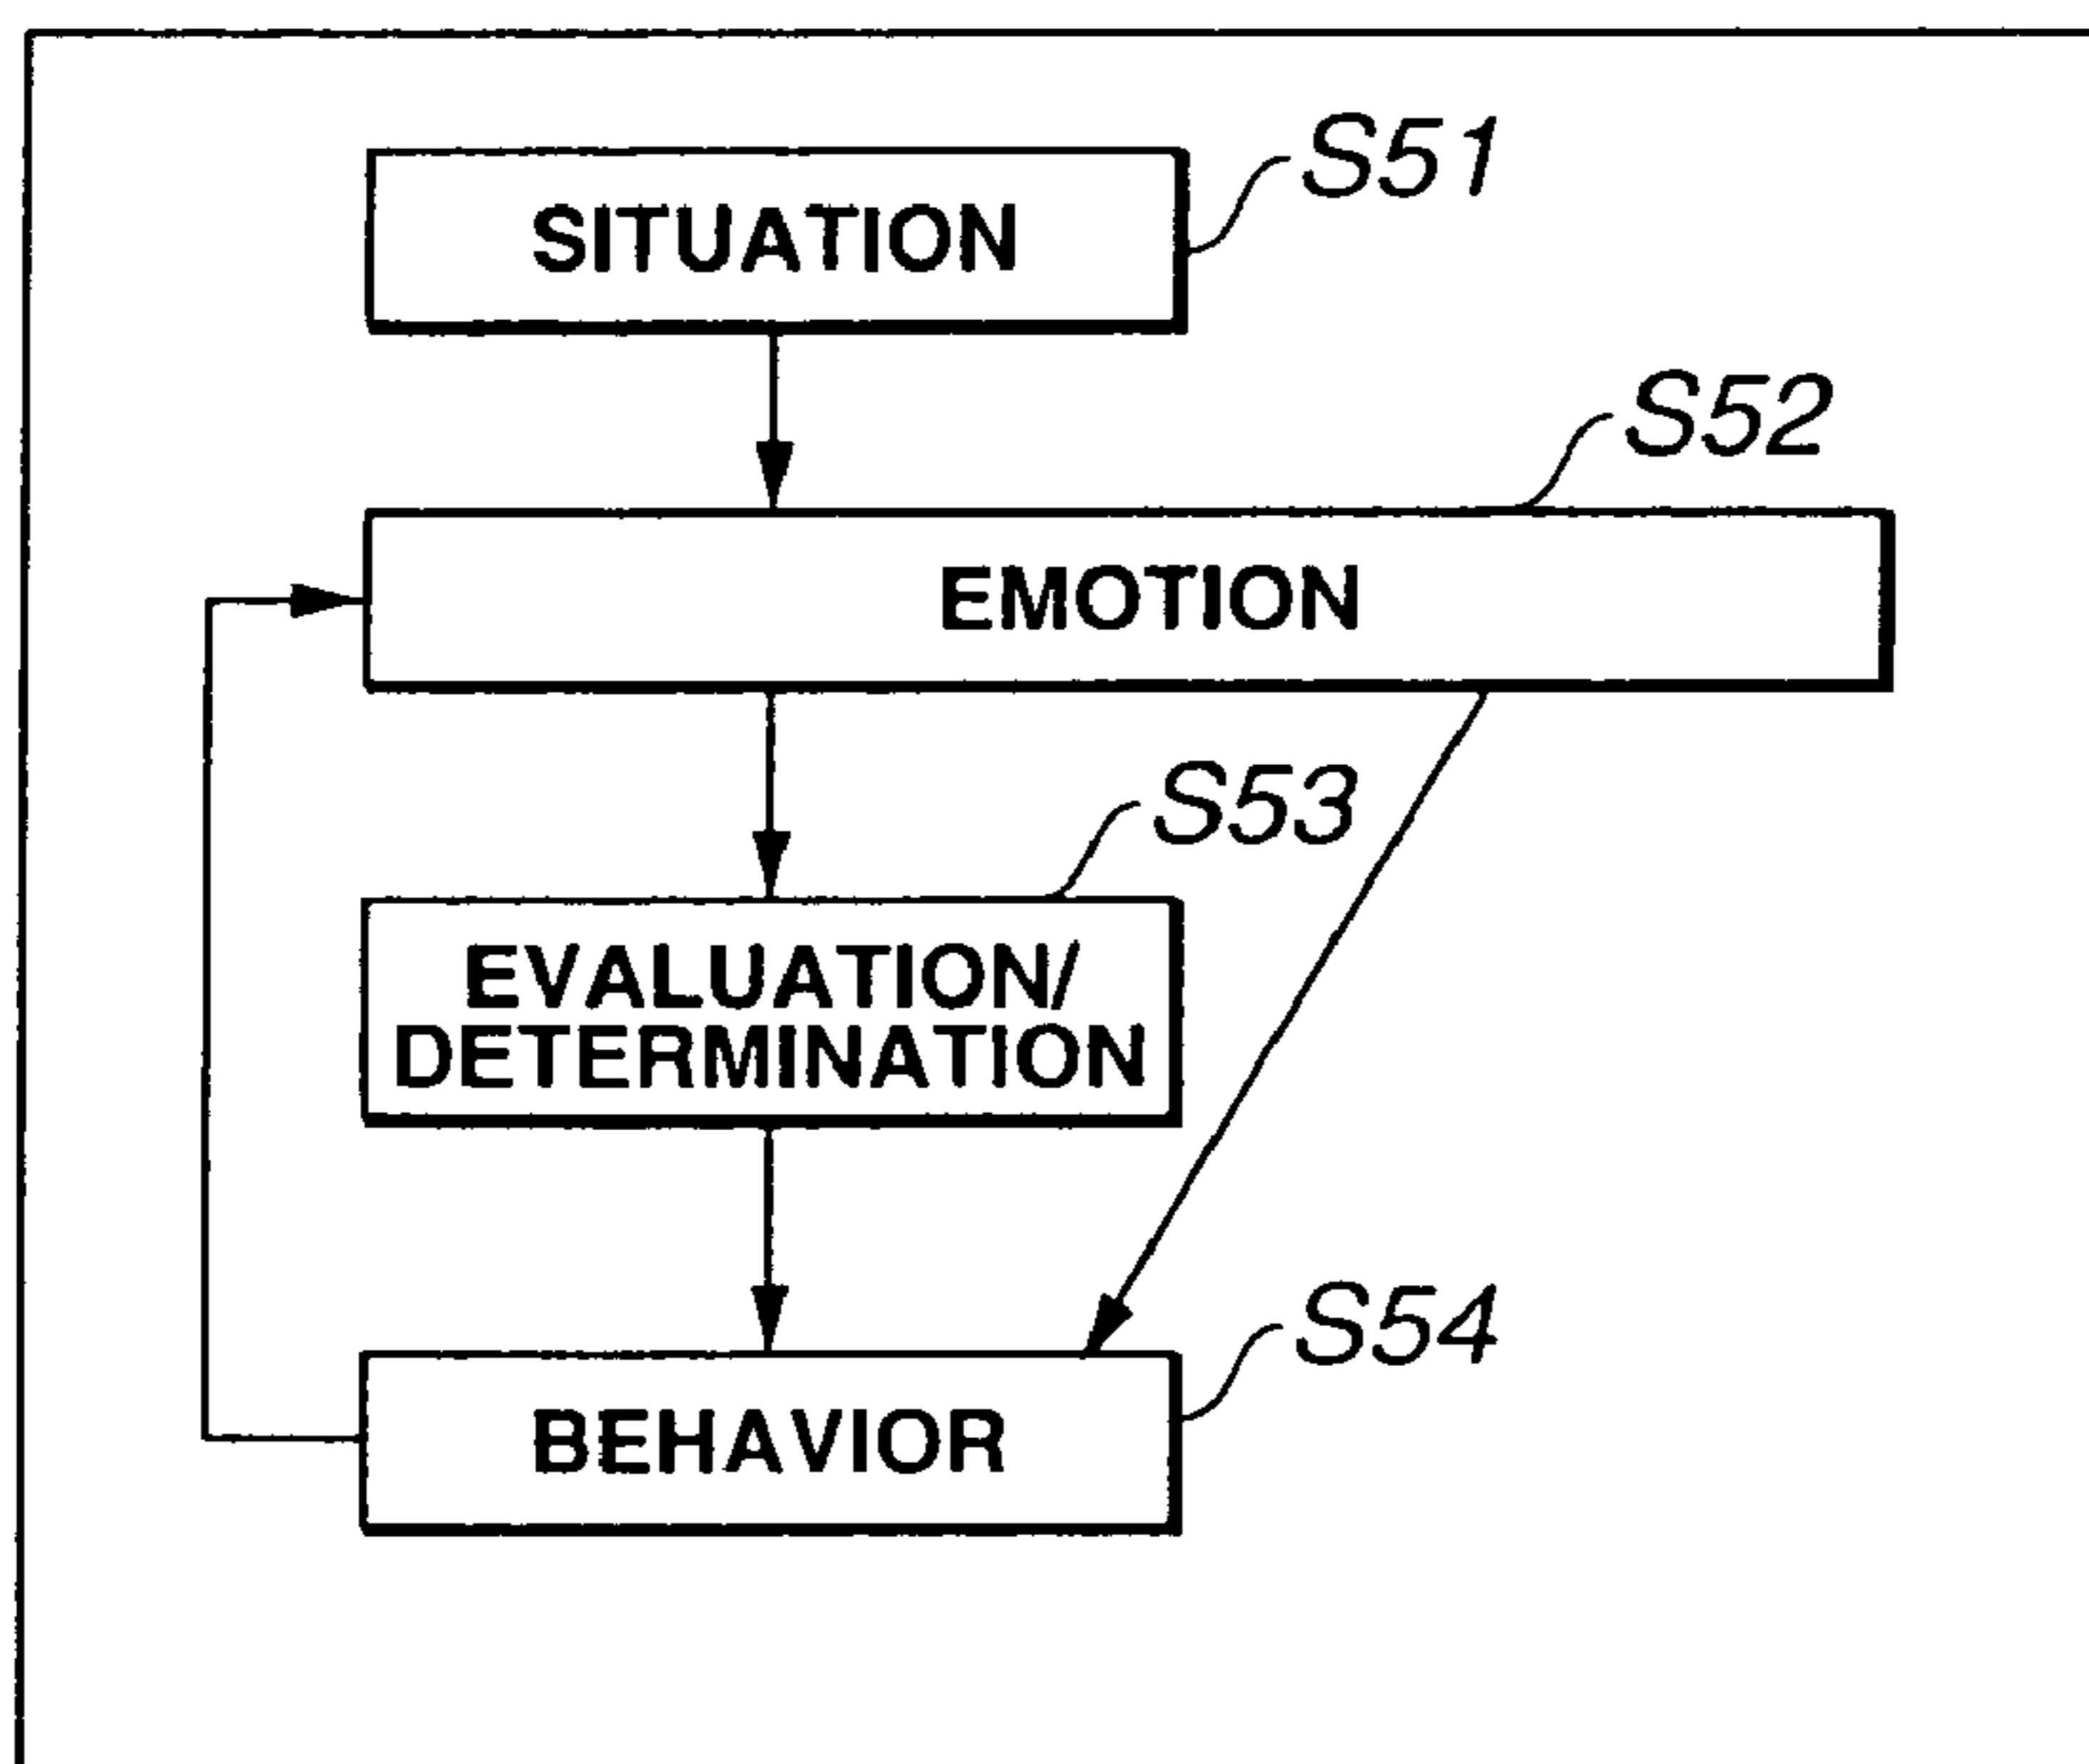 S51
SITUATION
S52
EMOTION
S53
EVALUATION/
DETERMINATION
S54
BEHAVIOR